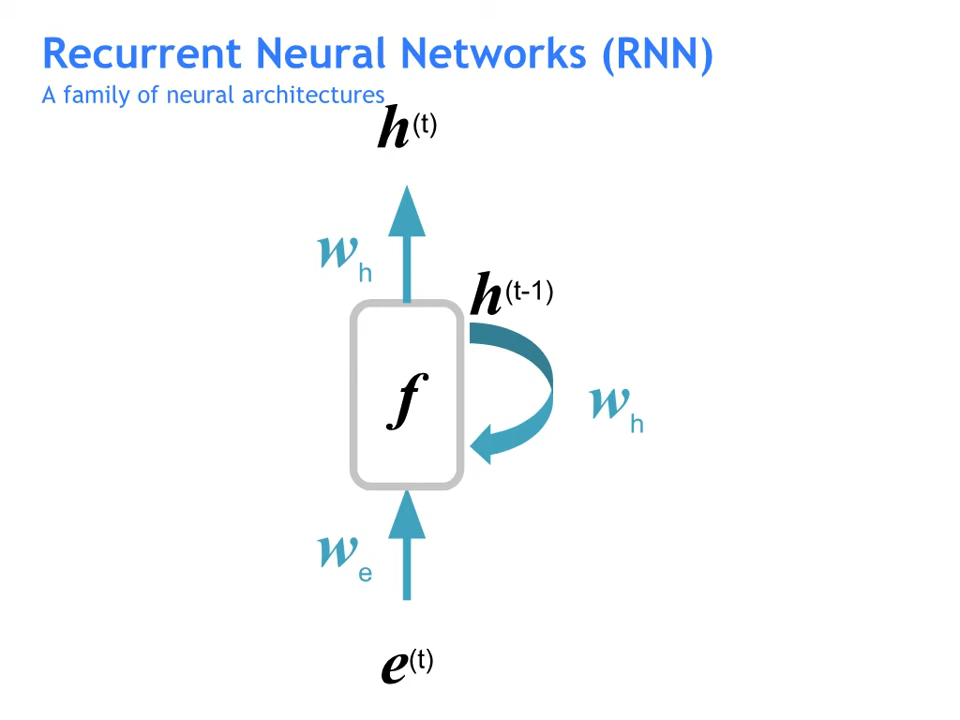 Recurrent Neural Networks (RNN)
A family of neural architectures
h(t)
wh
h(t-1)
f
wh
we
e(t)